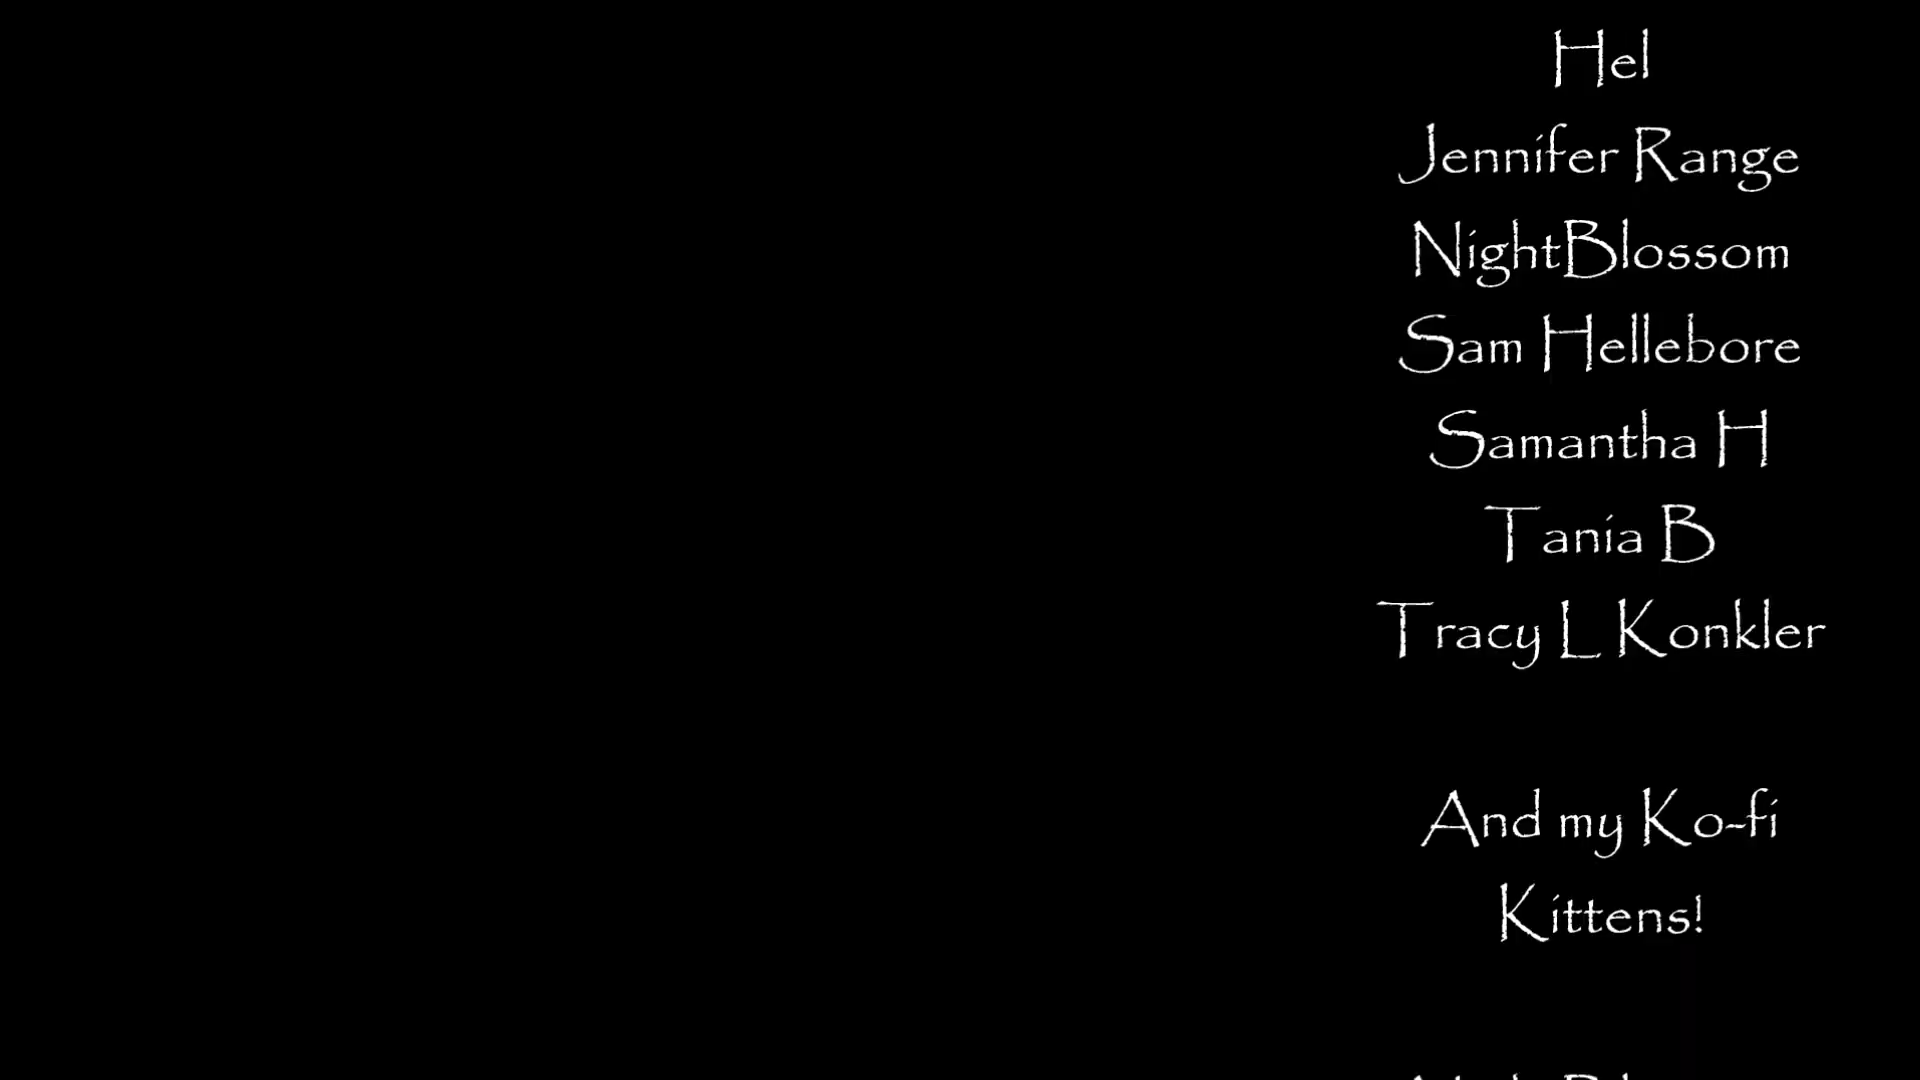 Hel
Jennifer Range
NightBlossom
Sam Hellebore
Samantha H
Tania B
Tracy L Konkler
And my Ko-fi
Kittens!